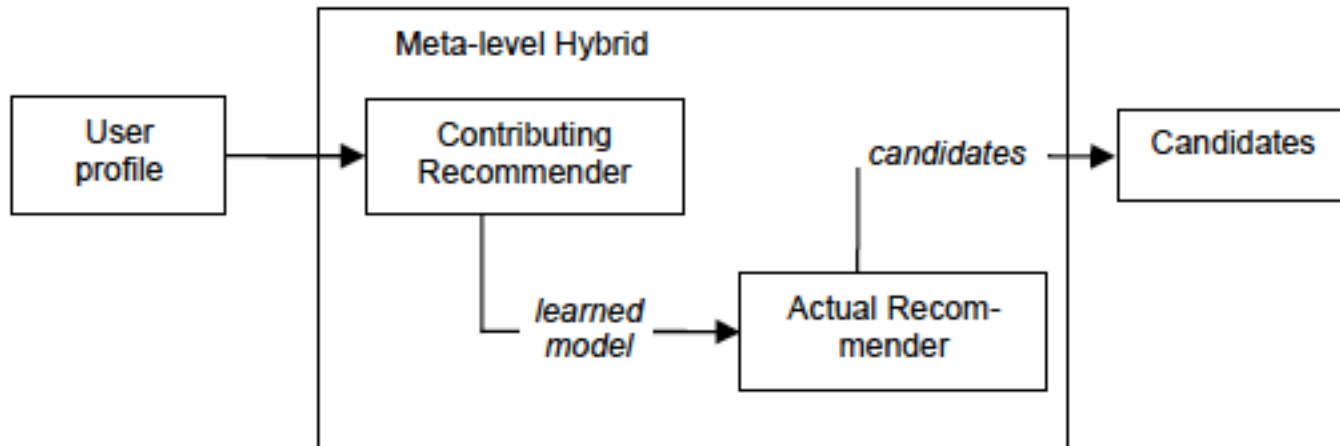 Meta-level Hybrid
User
profile
Contributing
Recommender
candidates
Candidates
learned
model
Actual Recom-
mender